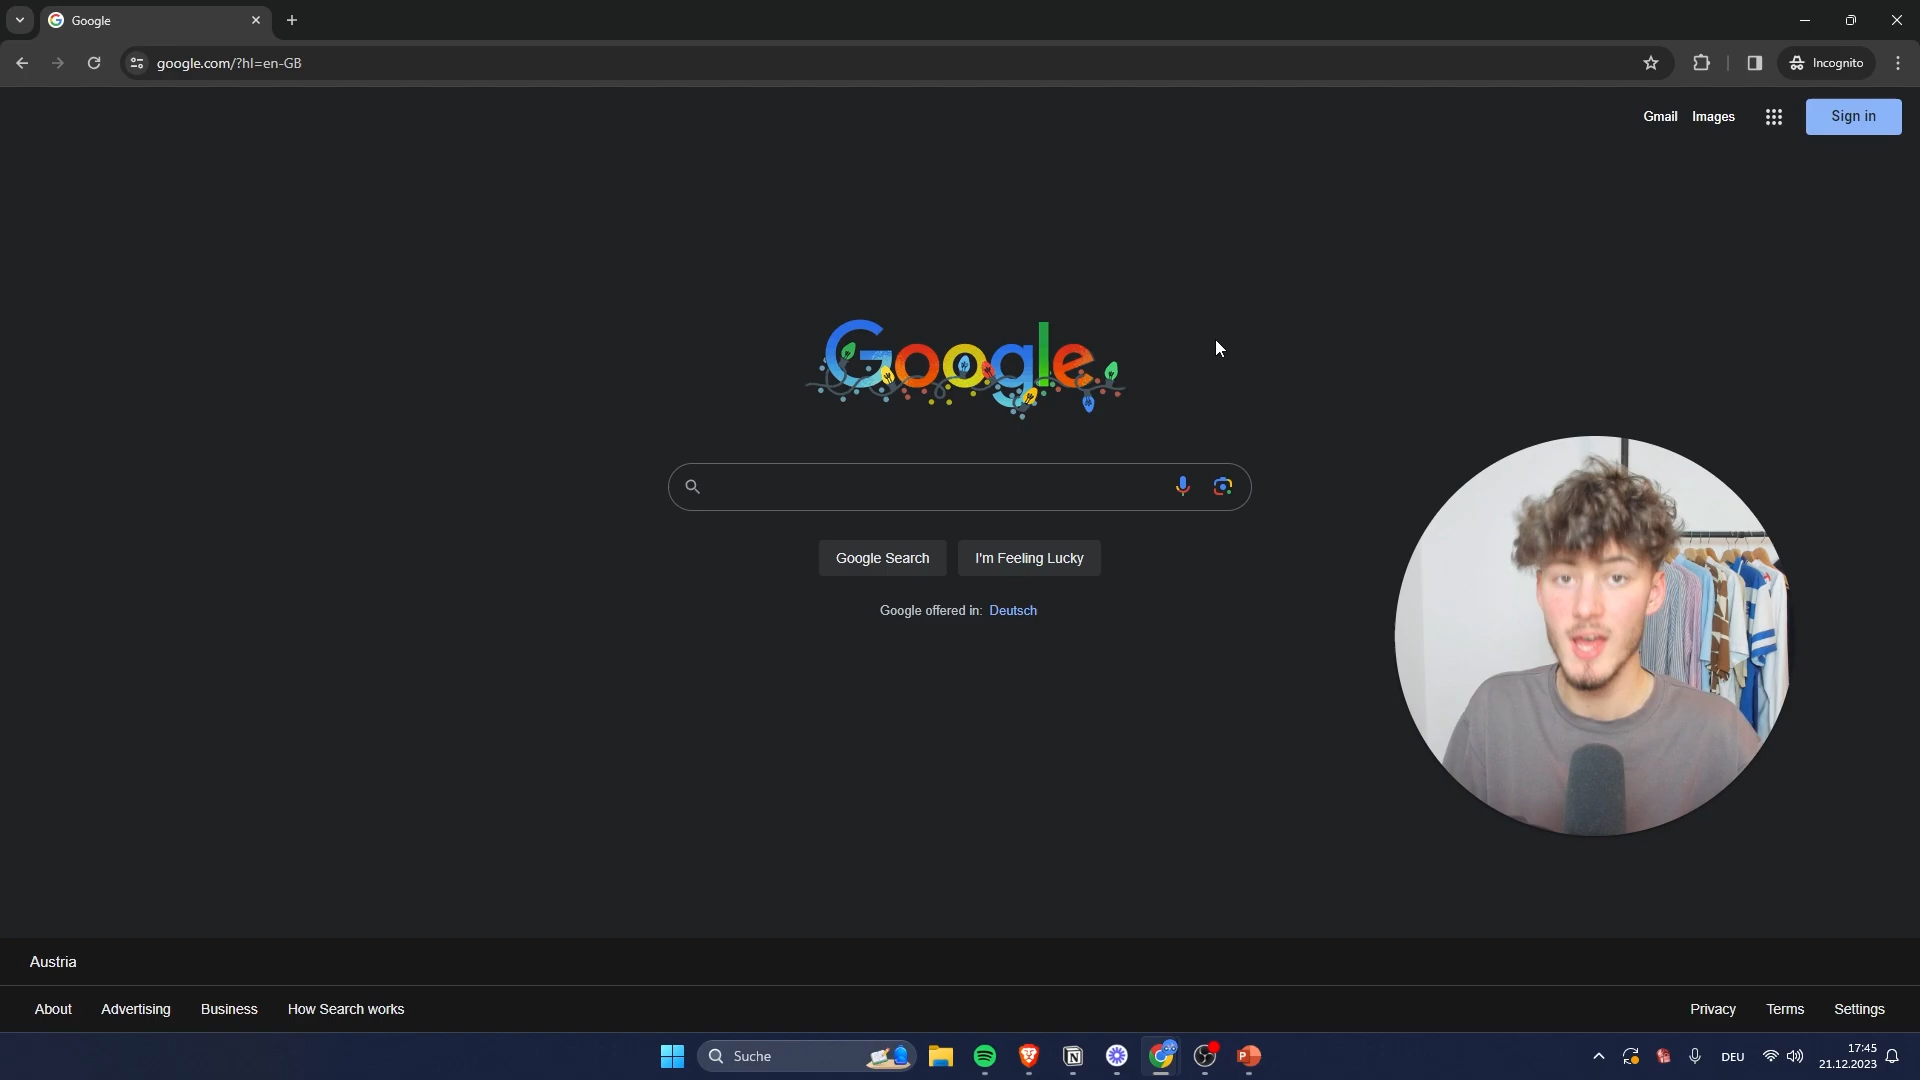 Google
google.com/?hl=en-GB
Incognito
Gmail Images
Sign in
Google
Google Search I'm Feeling Lucky
Google offered in: Deutsch
Austria
About Advertising Business How Search works
Privacy Terms Settings
Suche
DEU
17:45
21.12.2023